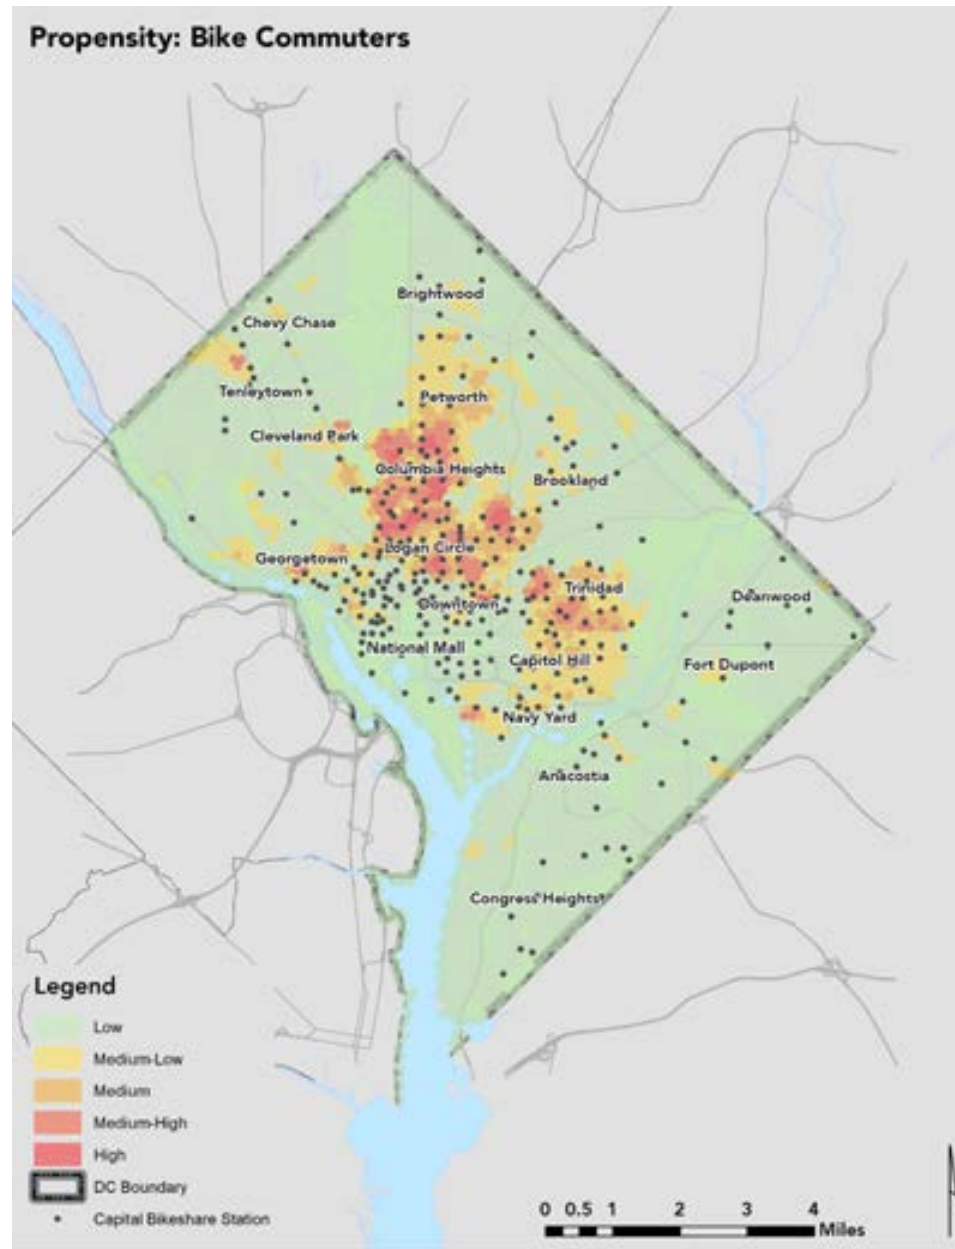 Propensity: Bike Commuters
Brightwood
Chevy Chase
Tenleytown
Petworth
Cleveland Park
Columbia Heights
Brookland
Logan Circle
Georgetown
Trinidad
Deanwood
Downtown
National Mall
Capitol Hill
Fort Dupont
Navy Yard
Anacostia
Congress Heights
Legend
Low
Medium-Low
Medium
Medium-High
High
DC Boundary
Capital Bikeshare Station
0 0.5 1 2 3 4
Miles